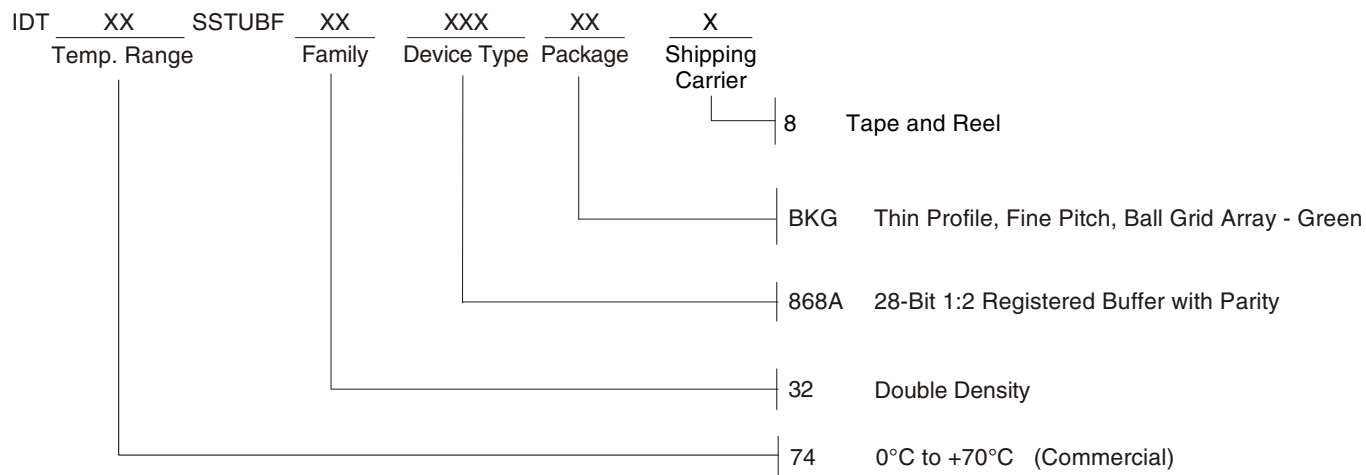 IDT XX SSTUBF XX XXX XX X
Temp. Range Family Device Type Package Shipping
Carrier
8 Tape and Reel
BKG Thin Profile, Fine Pitch, Ball Grid Array - Green
868A 28-Bit 1:2 Registered Buffer with Parity
32 Double Density
74 0°C to +70°C (Commercial)